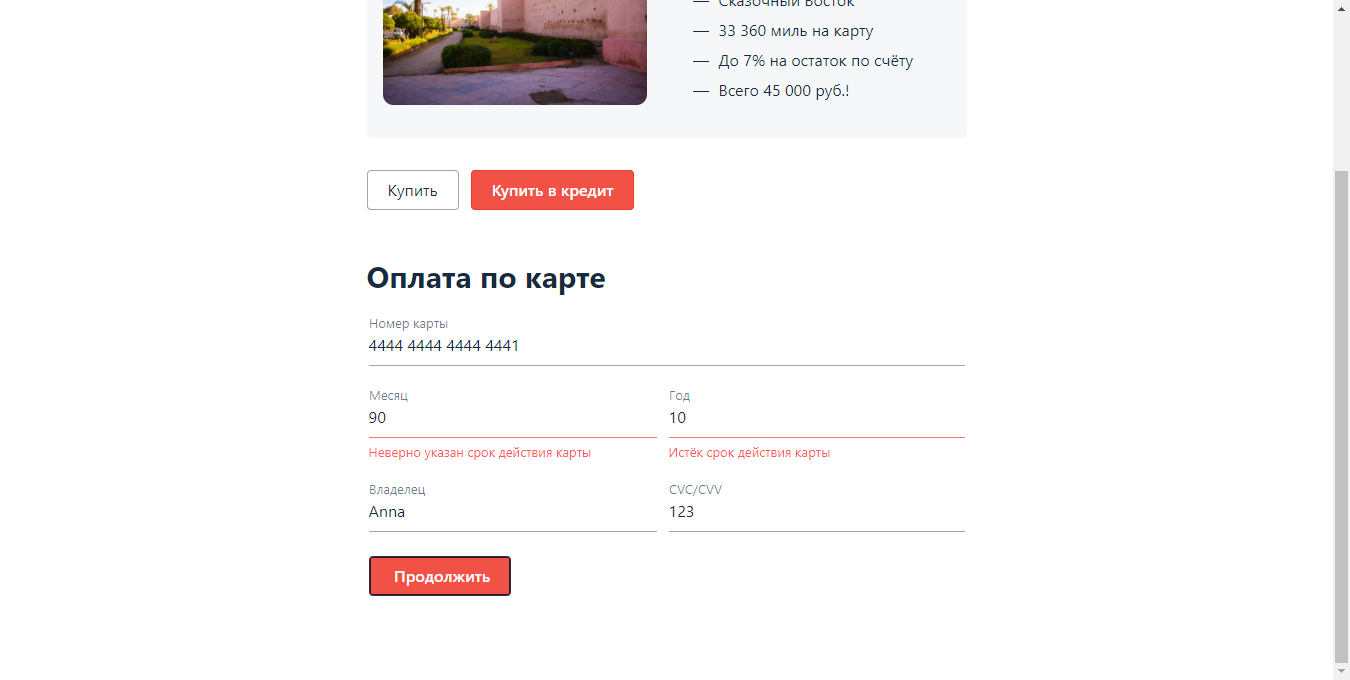 — Сказочный Восток
— 33 360 миль на карту
— До 7% на остаток по счёту
— Всего 45 000 руб.!
Купить
Купить в кредит
Оплата по карте
Номер карты
4444 4444 4444 4441
Месяц
Год
90
10
Неверно указан срок действия карты
Истёк срок действия карты
Владелец
CVC/CVV
Anna
123
Продолжить